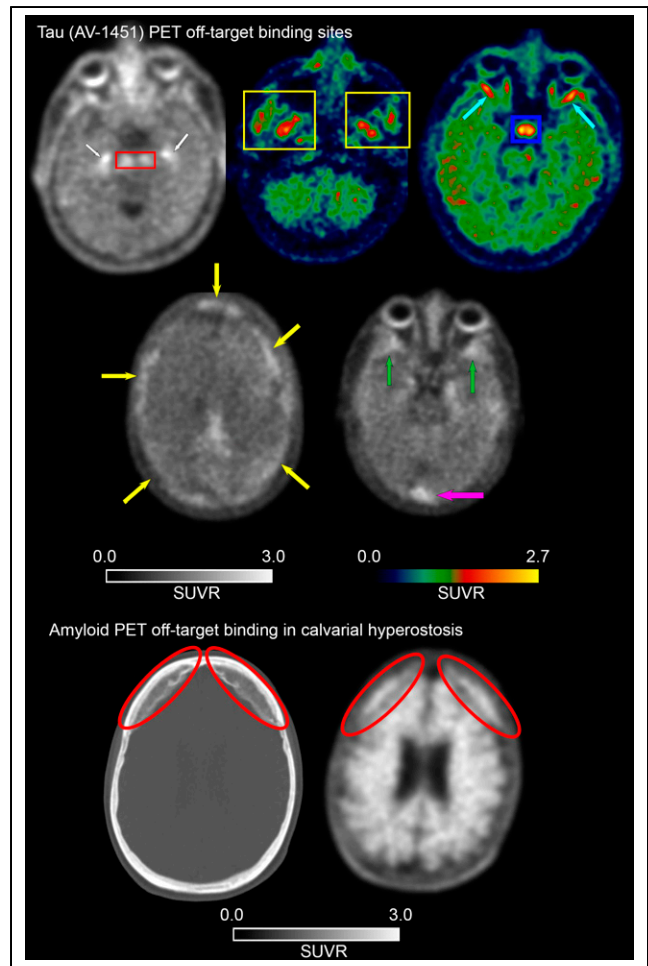 Tau (AV-1451) PET off-target binding sites
0.0 3.0 0.0 2.7
SUVR SUVR
Amyloid PET off-target binding in calvarial hyperostosis
0.0 3.0
SUVR